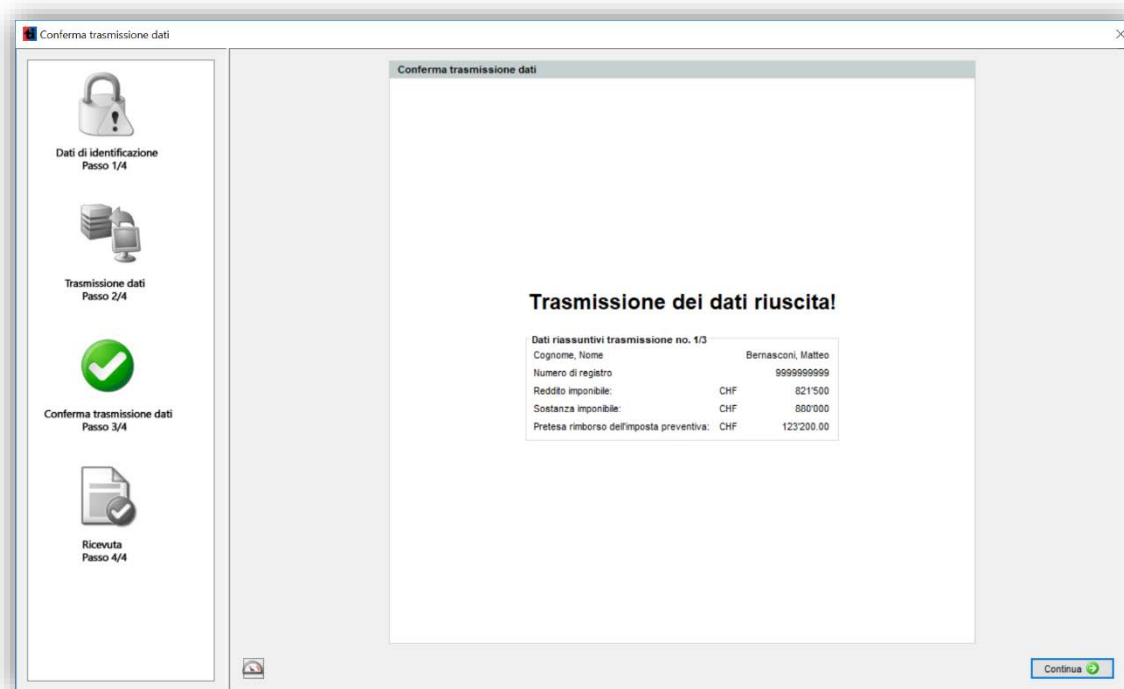 Conferma trasmissione dati
Dati di identificazione
Passo 1/4
Trasmissione dati
Passo 2/4
Conferma trasmissione dati
Passo 3/4
Ricevuta
Passo 4/4
Conferma trasmissione dati
Trasmissione dei dati riuscita!
Dati riassuntivi trasmissione no. 1/3
Cognome, Nome Bernasconi, Matteo
Numero di registro 9999999999
Reddito imponibile: CHF 821'500
Sostanza imponibile: CHF 880'000
Pretesa rimborso dell'imposta preventiva: CHF 123'200.00
Continua